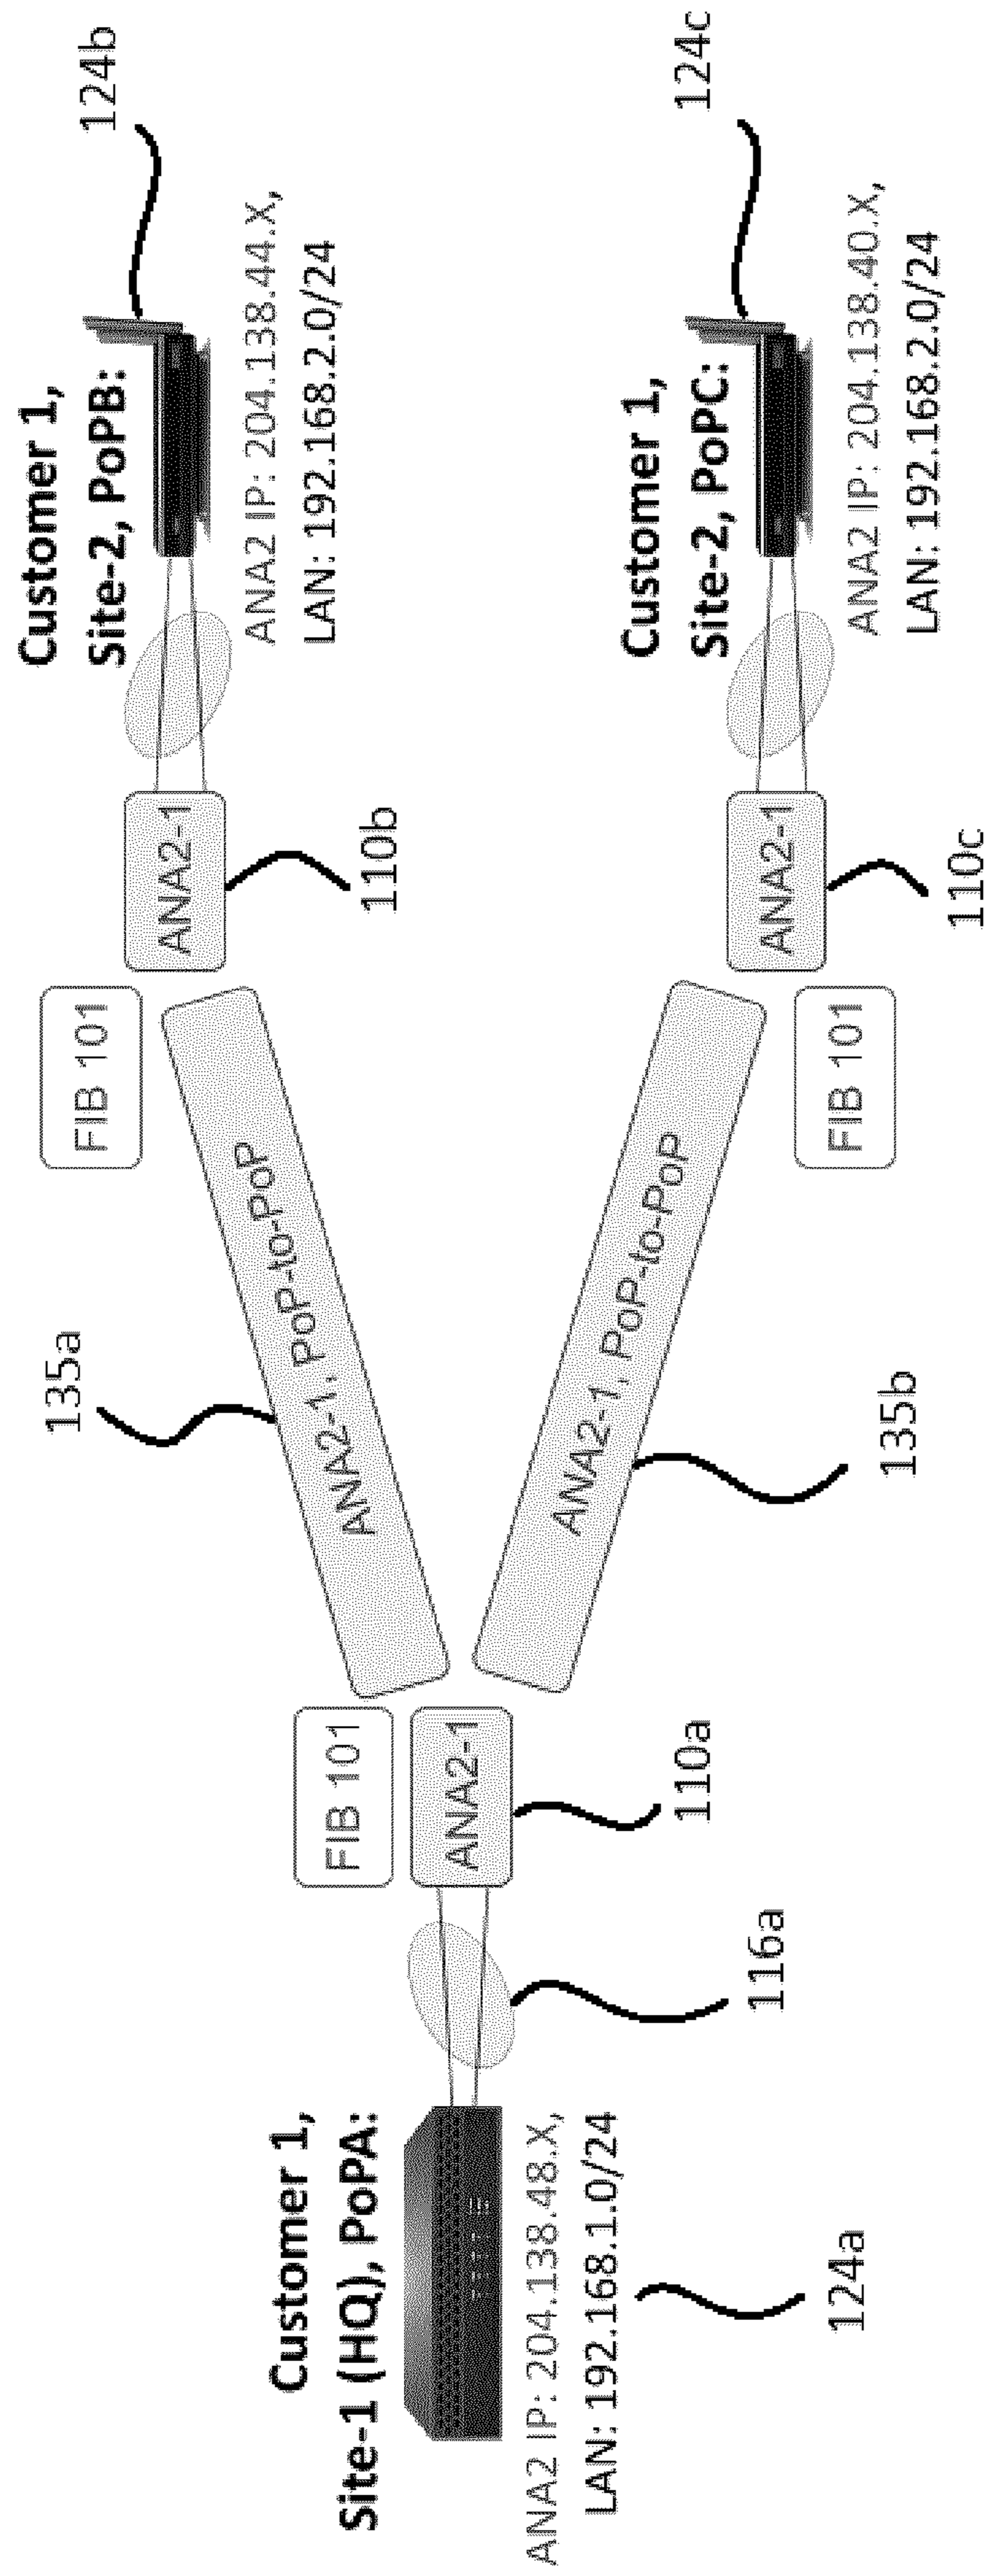 Customer 1,
Site-1 (HQ), PoPA:
ANA2 IP: 204.138.48.X,
LAN: 192.168.1.0/24
124a
116a
FIB 101
ANA2-1
110a
135a
ANA2-1, PoP-to-PoP
ANA2-1, PoP-to-PoP
135b
FIB 101
ANA2-1
110b
Customer 1,
Site-2, PoPB:
ANA2 IP: 204.138.44.X,
LAN: 192.168.2.0/24
124b
ANA2-1
FIB 101
110c
Customer 1,
Site-2, PoPC:
ANA2 IP: 204.138.40.X,
LAN: 192.168.2.0/24
124c